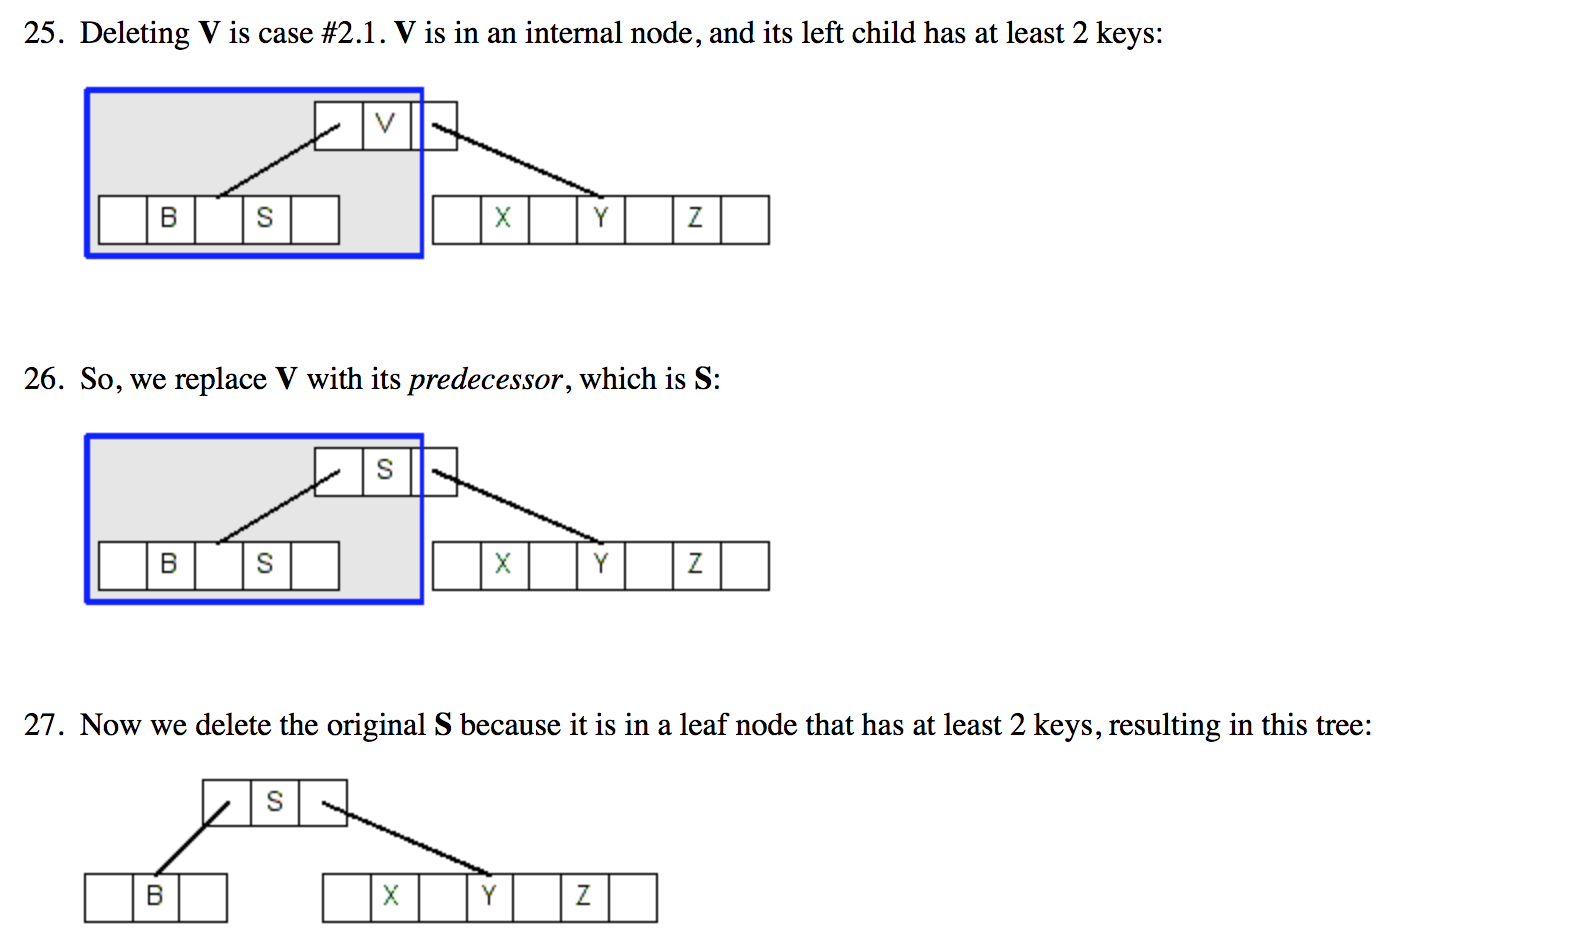 25. Deleting V is case #2.1. V is in an internal node, and its left child has at least 2 keys:
V
B S X Y Z
26. So, we replace V with its predecessor, which is S:
S
B S X Y Z
27. Now we delete the original S because it is in a leaf node that has at least 2 keys, resulting in this tree:
S
B X Y Z